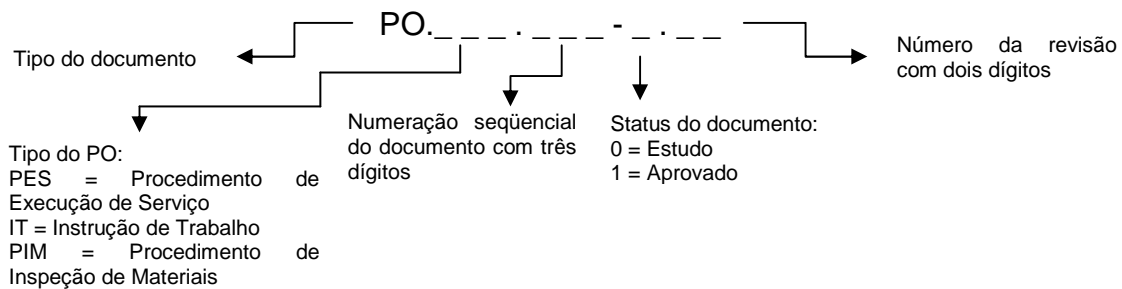 PO._ _ _ . _ _ _ - _ . _ _
Tipo do documento
Número da revisão
com dois dígitos
Numeração seqüencial
do documento com três
dígitos
Status do documento:
0 = Estudo
1 = Aprovado
Tipo do PO:
PES = Procedimento de
Execução de Serviço
IT = Instrução de Trabalho
PIM = Procedimento de
Inspeção de Materiais